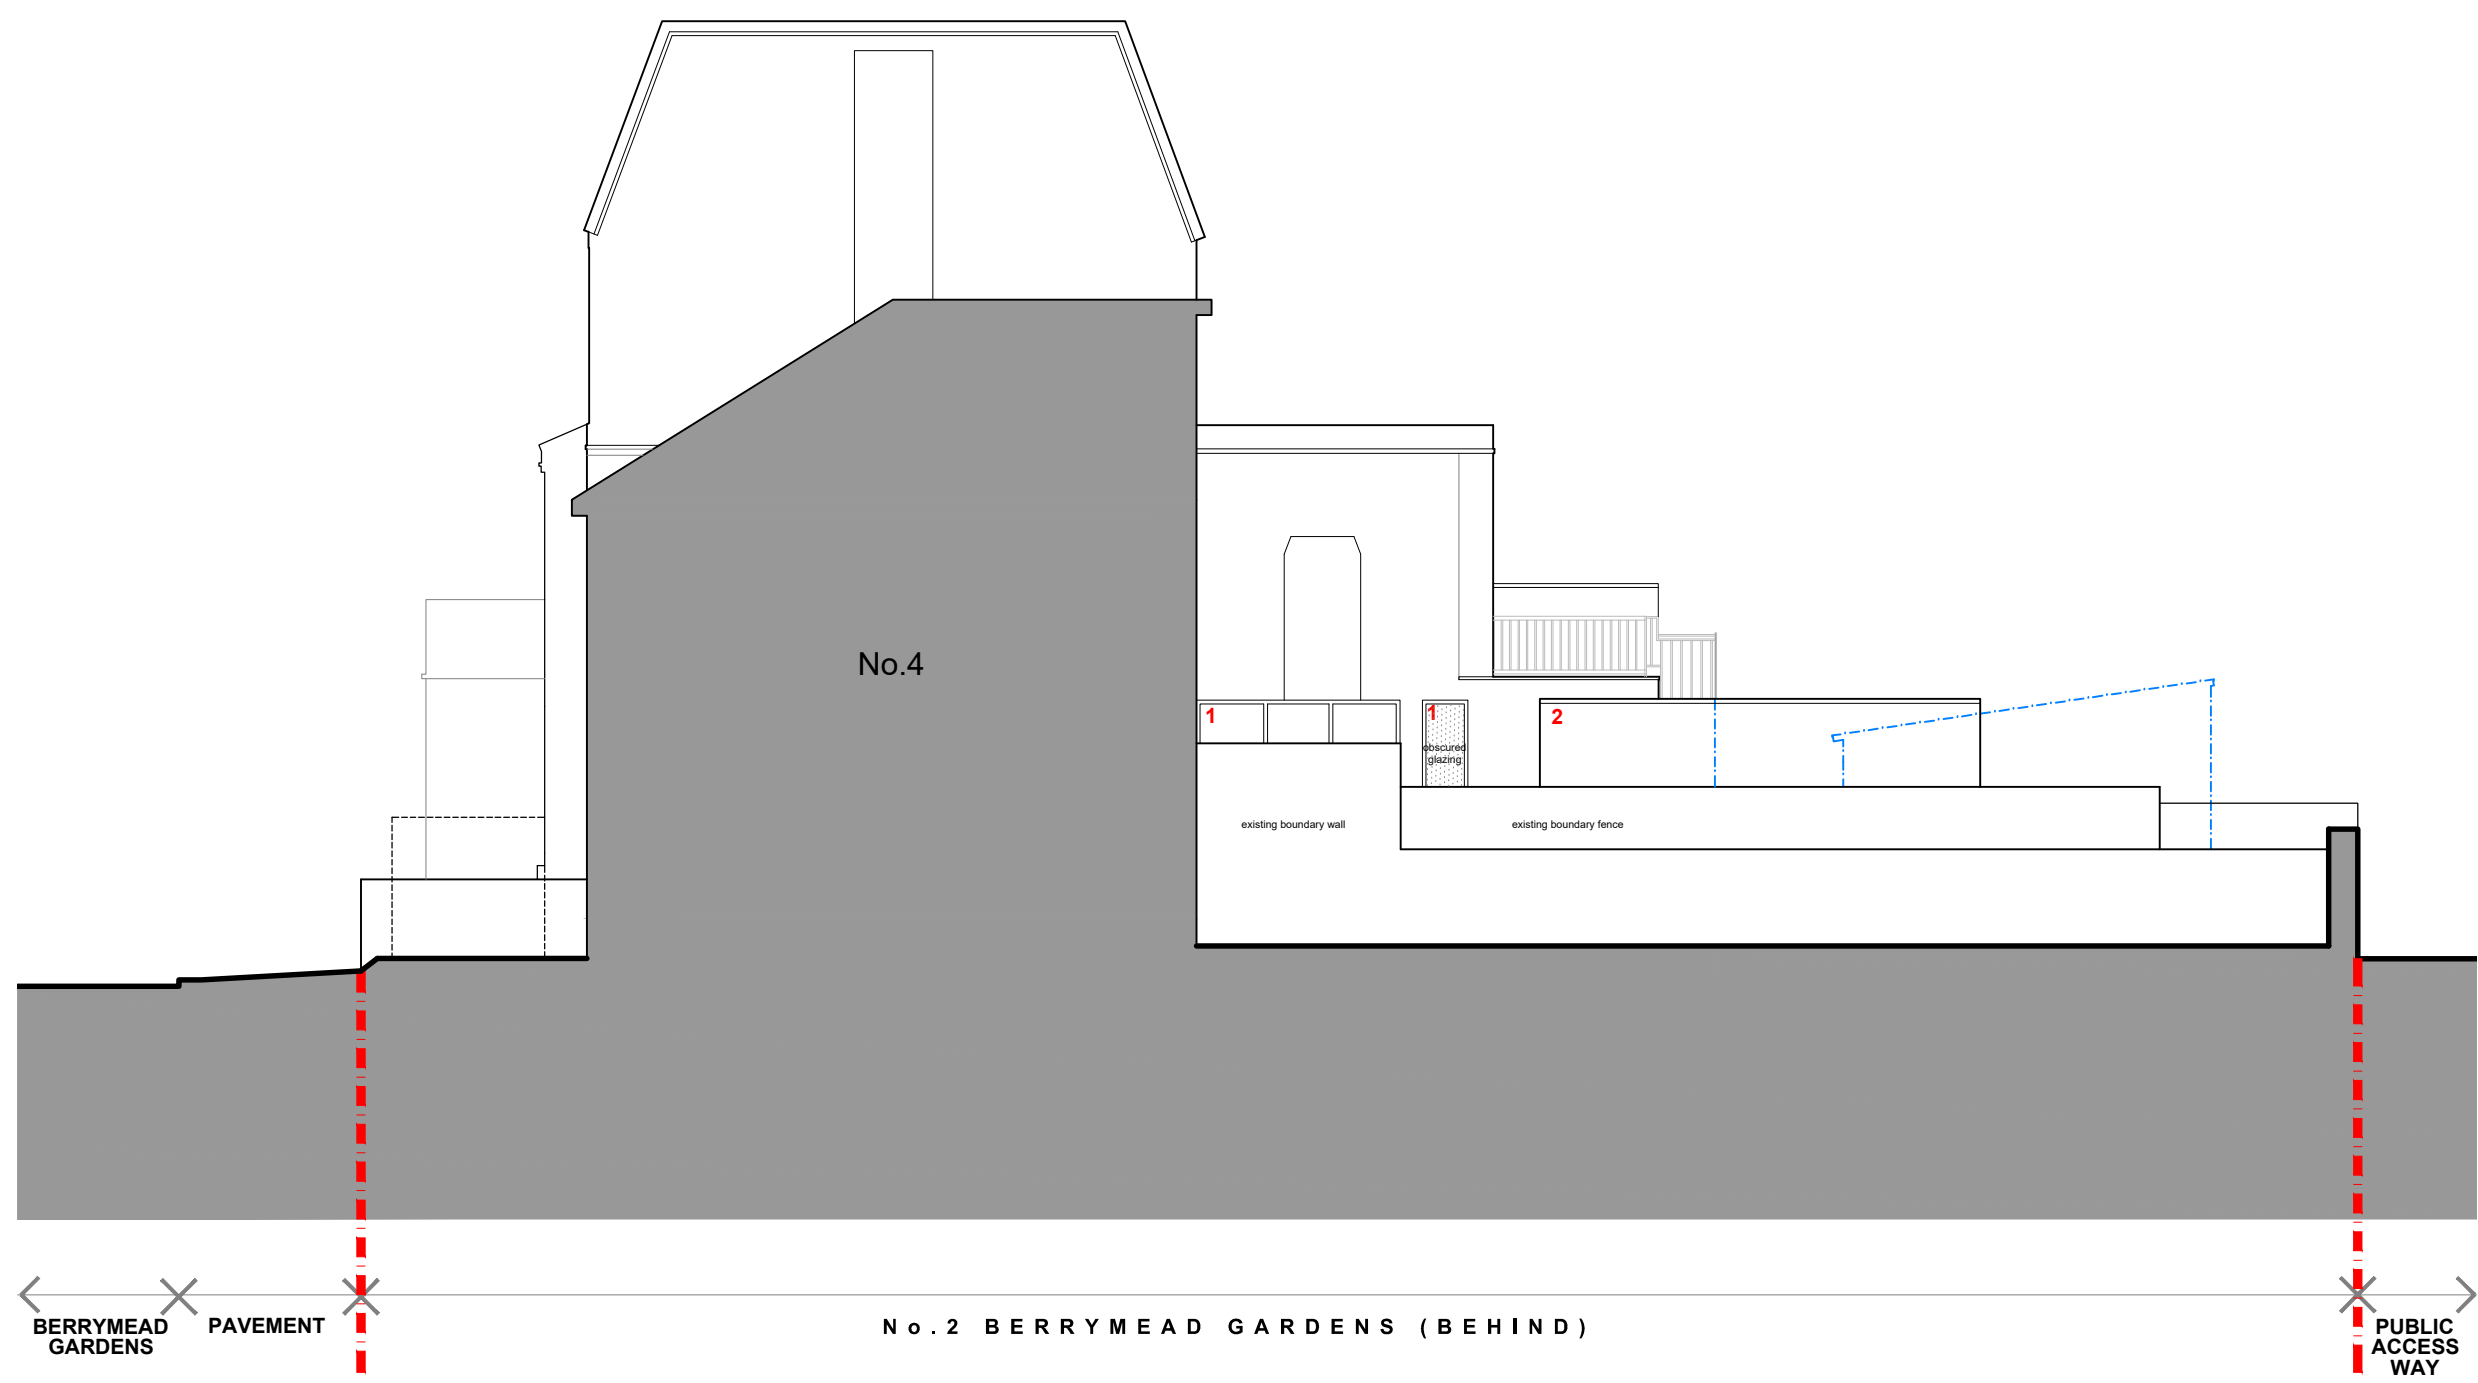 No.4
1
1
2
obscured
glazing
existing boundary wall
existing boundary fence
BERRYMEAD
GARDENS
PAVEMENT
No.2 BERRYMEAD GARDENS (BEHIND)
PUBLIC
ACCESS
WAY